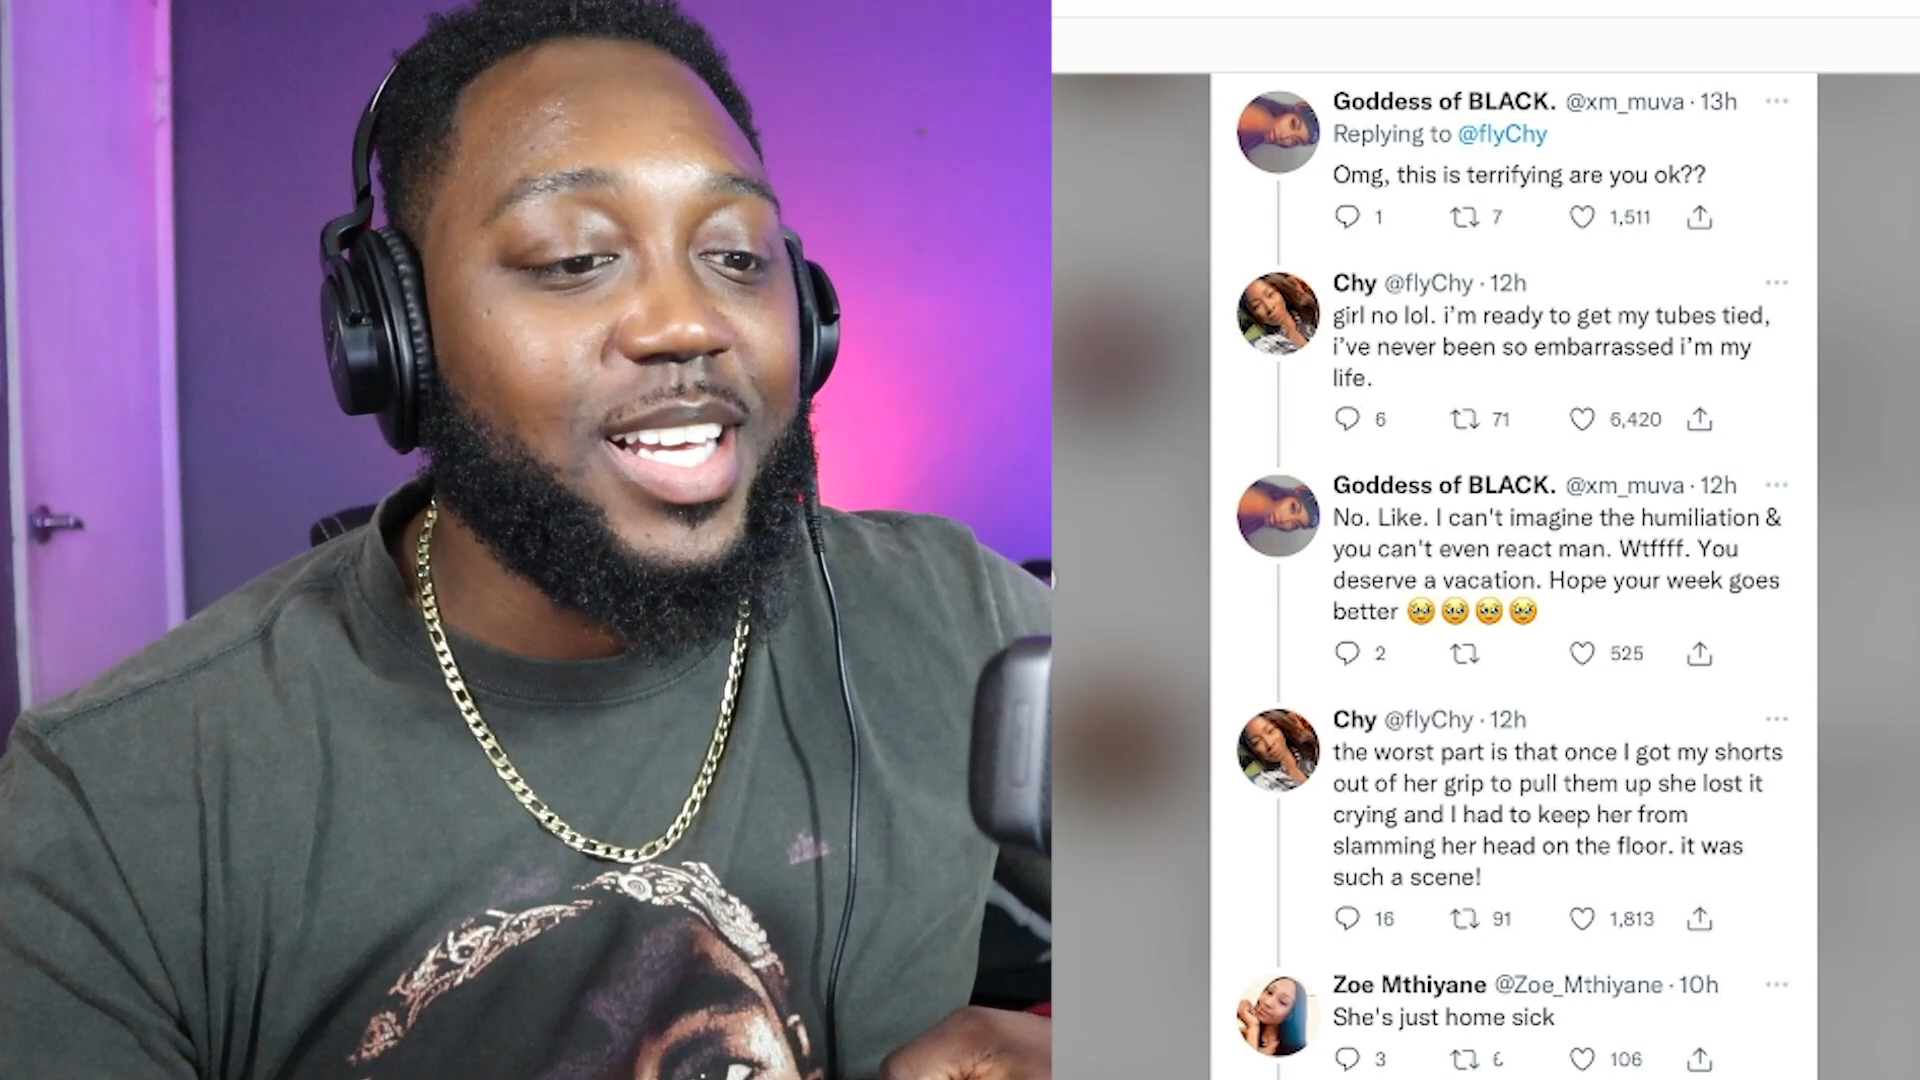 Goddess of BLACK. @xm_muva · 13h
Replying to @flyChy
Omg, this is terrifying are you ok??
1 7 1,511
Chy @flyChy · 12h
girl no lol. i'm ready to get my tubes tied,
i've never been so embarrassed i'm my
life.
6 71 6,420
Goddess of BLACK. @xm_muva · 12h
No. Like. I can't imagine the humiliation &
you can't even react man. Wtffff. You
deserve a vacation. Hope your week goes
better 🥹🥹🥹🥹
2 525
Chy @flyChy · 12h
the worst part is that once I got my shorts
out of her grip to pull them up she lost it
crying and I had to keep her from
slamming her head on the floor. it was
such a scene!
16 91 1,813
Zoe Mthiyane @Zoe_Mthiyane · 10h
She's just home sick
3 106